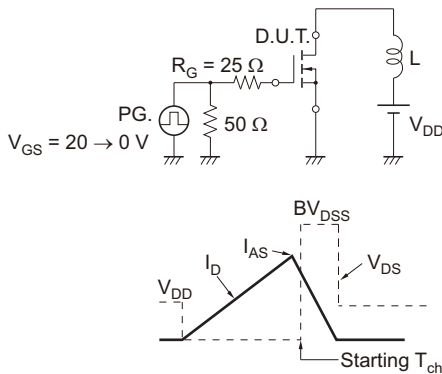 D.U.T.
R_G = 25 Ω
L
PG.
50 Ω
V_DD
V_GS = 20 → 0 V
BV_DSS
I_AS
I_D
V_DS
V_DD
Starting T_ch